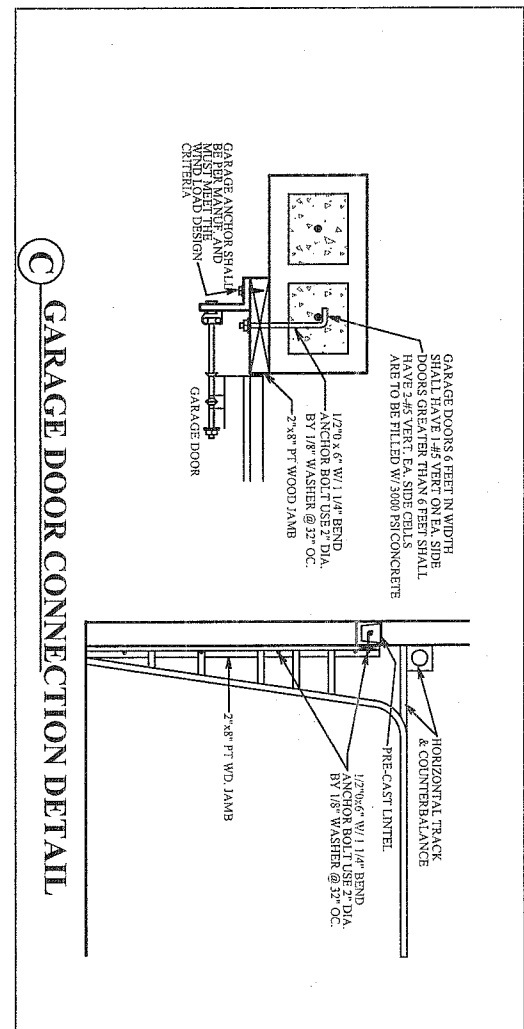 GARAGE DOORS 6 FEET IN WIDTH
SHALL HAVE 1-#5 VERT ON EA. SIDE
DOORS GREATER THAN 6 FEET SHALL
HAVE 2-#5 VERT. EA. SIDE CELLS
ARE TO BE FILLED W/ 3000 PSI CONCRETE
1/2"0 x 6" W/ 1 1/4" BEND
ANCHOR BOLT USE 2" DIA.
BY 1/8" WASHER @ 32" OC.
2"x8" PT WOOD JAMB
GARAGE DOOR
GARAGE ANCHOR SHALL
BE PER MANUF. AND
MUST MEET THE
WIND LOAD DESIGN
CRITERIA
HORIZONTAL TRACK
& COUNTERBALANCE
PRE-CAST LINTEL
1/2"0x6" W/ 1 1/4" BEND
ANCHOR BOLT USE 2" DIA.
BY 1/8" WASHER @ 32" OC.
2"x8" PT WD. JAMB
C GARAGE DOOR CONNECTION DETAIL